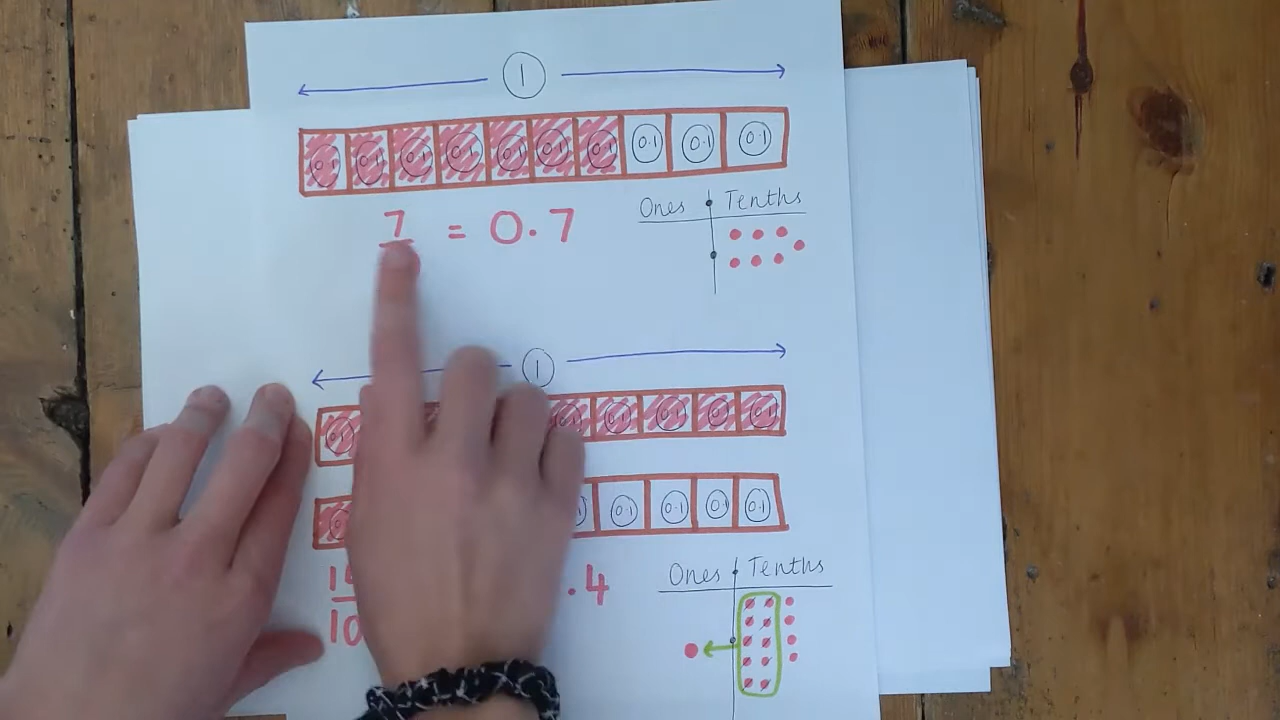 1
0.1 0.1 0.1 0.1 0.1 0.1 0.1 0.1 0.1 0.1
Ones Tenths
7 = 0.7
1
0.1 0.1 0.1 0.1 0.1 0.1
0.1 0.1 0.1 0.1
Ones Tenths
.4
10